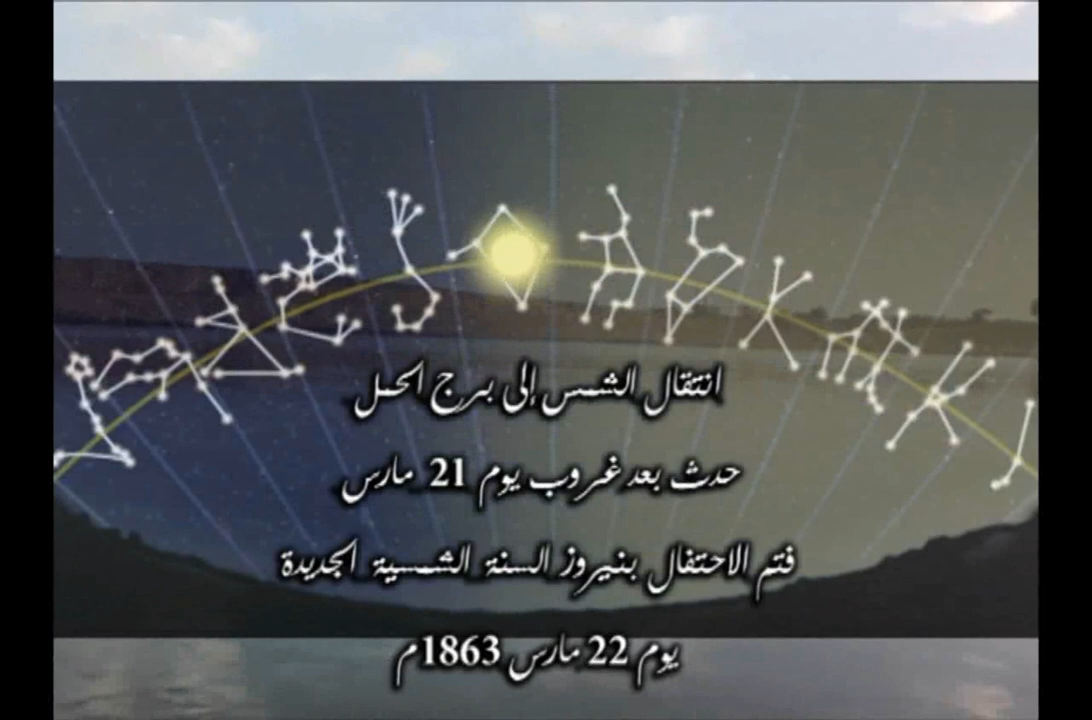 انتقال الشمس إلى برج الحمل
حدث بعد غروب يوم 21 مارس
فتم الاحتفال بنيروز السنة الشمسية الجديدة
يوم 22 مارس 1863م